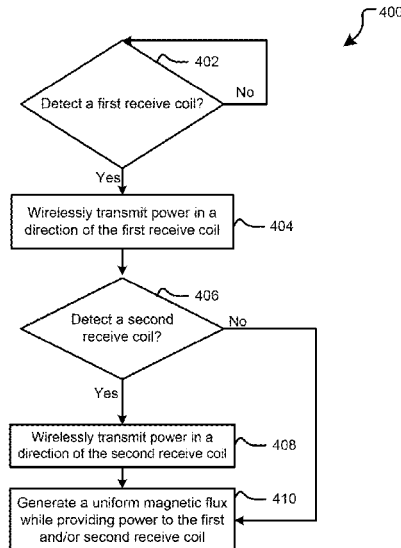 400
402
Detect a first receive coil?
No
Yes
Wirelessly transmit power in a
direction of the first receive coil
404
406
Detect a second
receive coil?
No
Yes
Wirelessly transmit power in a
direction of the second receive coil
408
410
Generate a uniform magnetic flux
while providing power to the first
and/or second receive coil